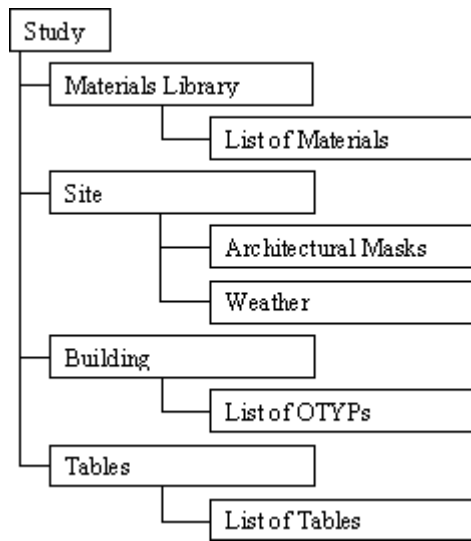 Study
Materials Library
List of Materials
Site
Architectural Masks
Weather
Building
List of OTYPs
Tables
List of Tables